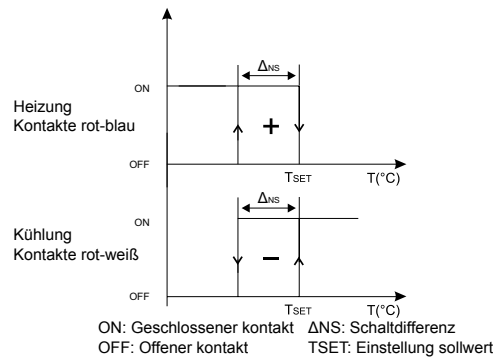 ΔNS
ON
Heizung
Kontakte rot-blau
+
OFF
TSET T(°C)
ΔNS
ON
Kühlung
Kontakte rot-weiß
−
OFF
TSET T(°C)
ON: Geschlossener kontakt ΔNS: Schaltdifferenz
OFF: Offener kontakt TSET: Einstellung sollwert